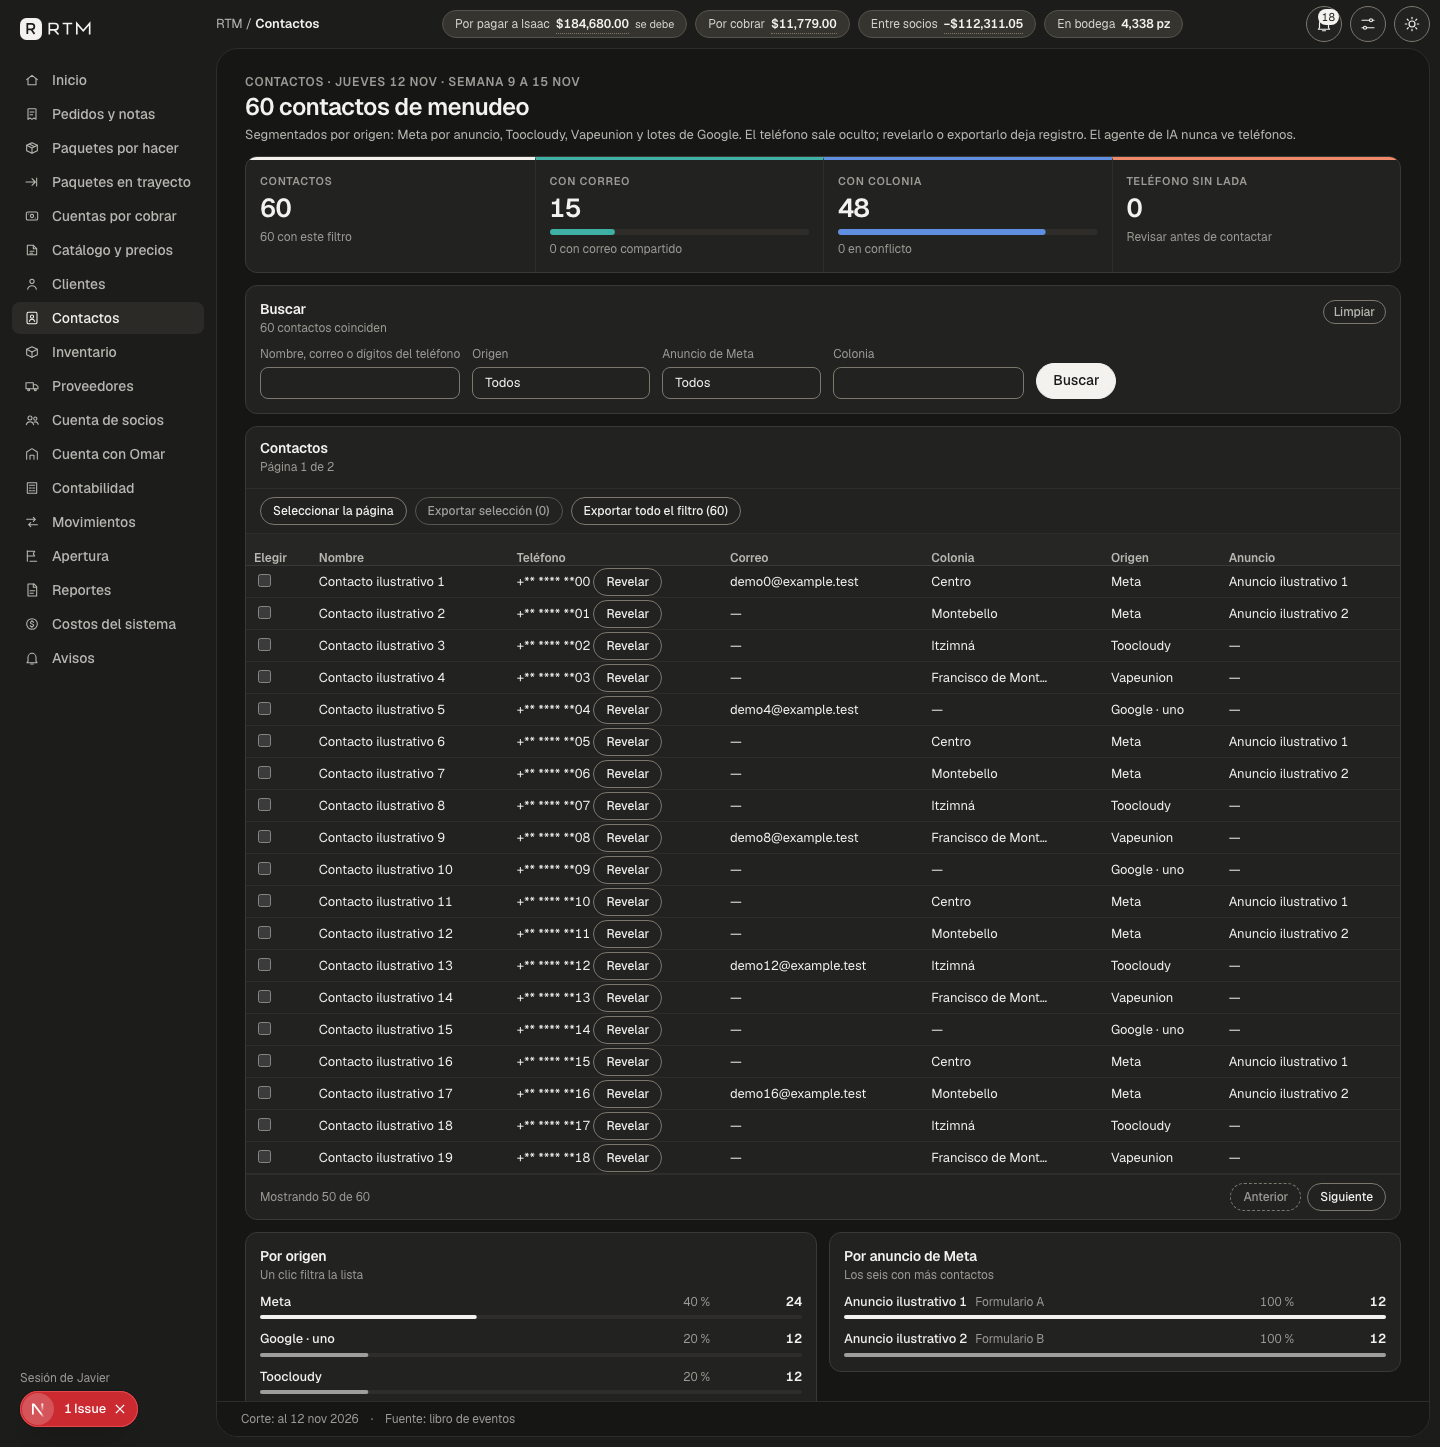 R RTM
RTM / Contactos
Por pagar a Isaac $184,680.00 se debe
Por cobrar $11,779.00
Entre socios −$112,311.05
En bodega 4,338 pz
18
Inicio
Pedidos y notas
Paquetes por hacer
Paquetes en trayecto
Cuentas por cobrar
Catálogo y precios
Clientes
Contactos
Inventario
Proveedores
Cuenta de socios
Cuenta con Omar
Contabilidad
Movimientos
Apertura
Reportes
Costos del sistema
Avisos
Sesión de Javier
N 1 Issue
CONTACTOS · JUEVES 12 NOV · SEMANA 9 A 15 NOV
60 contactos de menudeo
Segmentados por origen: Meta por anuncio, Toocloudy, Vapeunion y lotes de Google. El teléfono sale oculto; revelarlo o exportarlo deja registro. El agente de IA nunca ve teléfonos.
CONTACTOS
60
60 con este filtro
CON CORREO
15
0 con correo compartido
CON COLONIA
48
0 en conflicto
TELÉFONO SIN LADA
0
Revisar antes de contactar
Buscar
60 contactos coinciden
Limpiar
Nombre, correo o dígitos del teléfono Origen Anuncio de Meta Colonia
Todos Todos Buscar
Contactos
Página 1 de 2
Seleccionar la página Exportar selección (0) Exportar todo el filtro (60)
Elegir Nombre Teléfono Correo Colonia Origen Anuncio
Contacto ilustrativo 1 +** **** **00 Revelar demo0@example.test Centro Meta Anuncio ilustrativo 1
Contacto ilustrativo 2 +** **** **01 Revelar — Montebello Meta Anuncio ilustrativo 2
Contacto ilustrativo 3 +** **** **02 Revelar — Itzimná Toocloudy —
Contacto ilustrativo 4 +** **** **03 Revelar — Francisco de Mont… Vapeunion —
Contacto ilustrativo 5 +** **** **04 Revelar demo4@example.test — Google · uno —
Contacto ilustrativo 6 +** **** **05 Revelar — Centro Meta Anuncio ilustrativo 1
Contacto ilustrativo 7 +** **** **06 Revelar — Montebello Meta Anuncio ilustrativo 2
Contacto ilustrativo 8 +** **** **07 Revelar — Itzimná Toocloudy —
Contacto ilustrativo 9 +** **** **08 Revelar demo8@example.test Francisco de Mont… Vapeunion —
Contacto ilustrativo 10 +** **** **09 Revelar — — Google · uno —
Contacto ilustrativo 11 +** **** **10 Revelar — Centro Meta Anuncio ilustrativo 1
Contacto ilustrativo 12 +** **** **11 Revelar — Montebello Meta Anuncio ilustrativo 2
Contacto ilustrativo 13 +** **** **12 Revelar demo12@example.test Itzimná Toocloudy —
Contacto ilustrativo 14 +** **** **13 Revelar — Francisco de Mont… Vapeunion —
Contacto ilustrativo 15 +** **** **14 Revelar — — Google · uno —
Contacto ilustrativo 16 +** **** **15 Revelar — Centro Meta Anuncio ilustrativo 1
Contacto ilustrativo 17 +** **** **16 Revelar demo16@example.test Montebello Meta Anuncio ilustrativo 2
Contacto ilustrativo 18 +** **** **17 Revelar — Itzimná Toocloudy —
Contacto ilustrativo 19 +** **** **18 Revelar — Francisco de Mont… Vapeunion —
Mostrando 50 de 60 Anterior Siguiente
Por origen
Un clic filtra la lista
Meta 40 % 24
Google · uno 20 % 12
Toocloudy 20 % 12
Por anuncio de Meta
Los seis con más contactos
Anuncio ilustrativo 1 Formulario A 100 % 12
Anuncio ilustrativo 2 Formulario B 100 % 12
Corte: al 12 nov 2026 · Fuente: libro de eventos